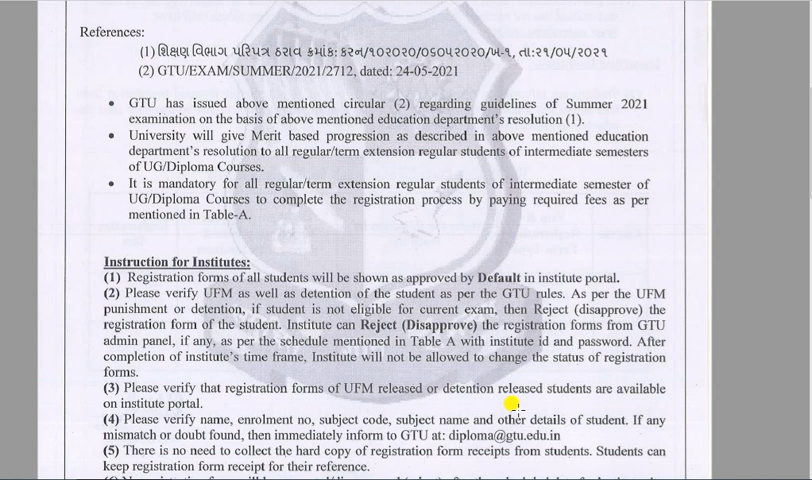 References:
(1) શિક્ષણ વિભાગ પરિપત્ર ઠરાવ ક્રમાંક: કરન/૧૦૨૦૨૦/૦SO૫૨૦૨૦/ખ-૧, તા:૨૧/૦૫/૨૦૨૧
(2) GTU/EXAM/SUMMER/2021/2712, dated: 24-05-2021
• GTU has issued above mentioned circular (2) regarding guidelines of Summer 2021
examination on the basis of above mentioned education department's resolution (1).
• University will give Merit based progression as described in above mentioned education
department's resolution to all regular/term extension regular students of intermediate semesters
of UG/Diploma Courses.
• It is mandatory for all regular/term extension regular students of intermediate semester of
UG/Diploma Courses to complete the registration process by paying required fees as per
mentioned in Table-A.
Instruction for Institutes:
(1) Registration forms of all students will be shown as approved by Default in institute portal.
(2) Please verify UFM as well as detention of the student as per the GTU rules. As per the UFM
punishment or detention, if student is not eligible for current exam, then Reject (disapprove) the
registration form of the student. Institute can Reject (Disapprove) the registration forms from GTU
admin panel, if any, as per the schedule mentioned in Table A with institute id and password. After
completion of institute's time frame, Institute will not be allowed to change the status of registration
forms.
(3) Please verify that registration forms of UFM released or detention released students are available
on institute portal.
(4) Please verify name, enrolment no, subject code, subject name and other details of student. If any
mismatch or doubt found, then immediately inform to GTU at: diploma@gtu.edu.in
(5) There is no need to collect the hard copy of registration form receipts from students. Students can
keep registration form receipt for their reference.